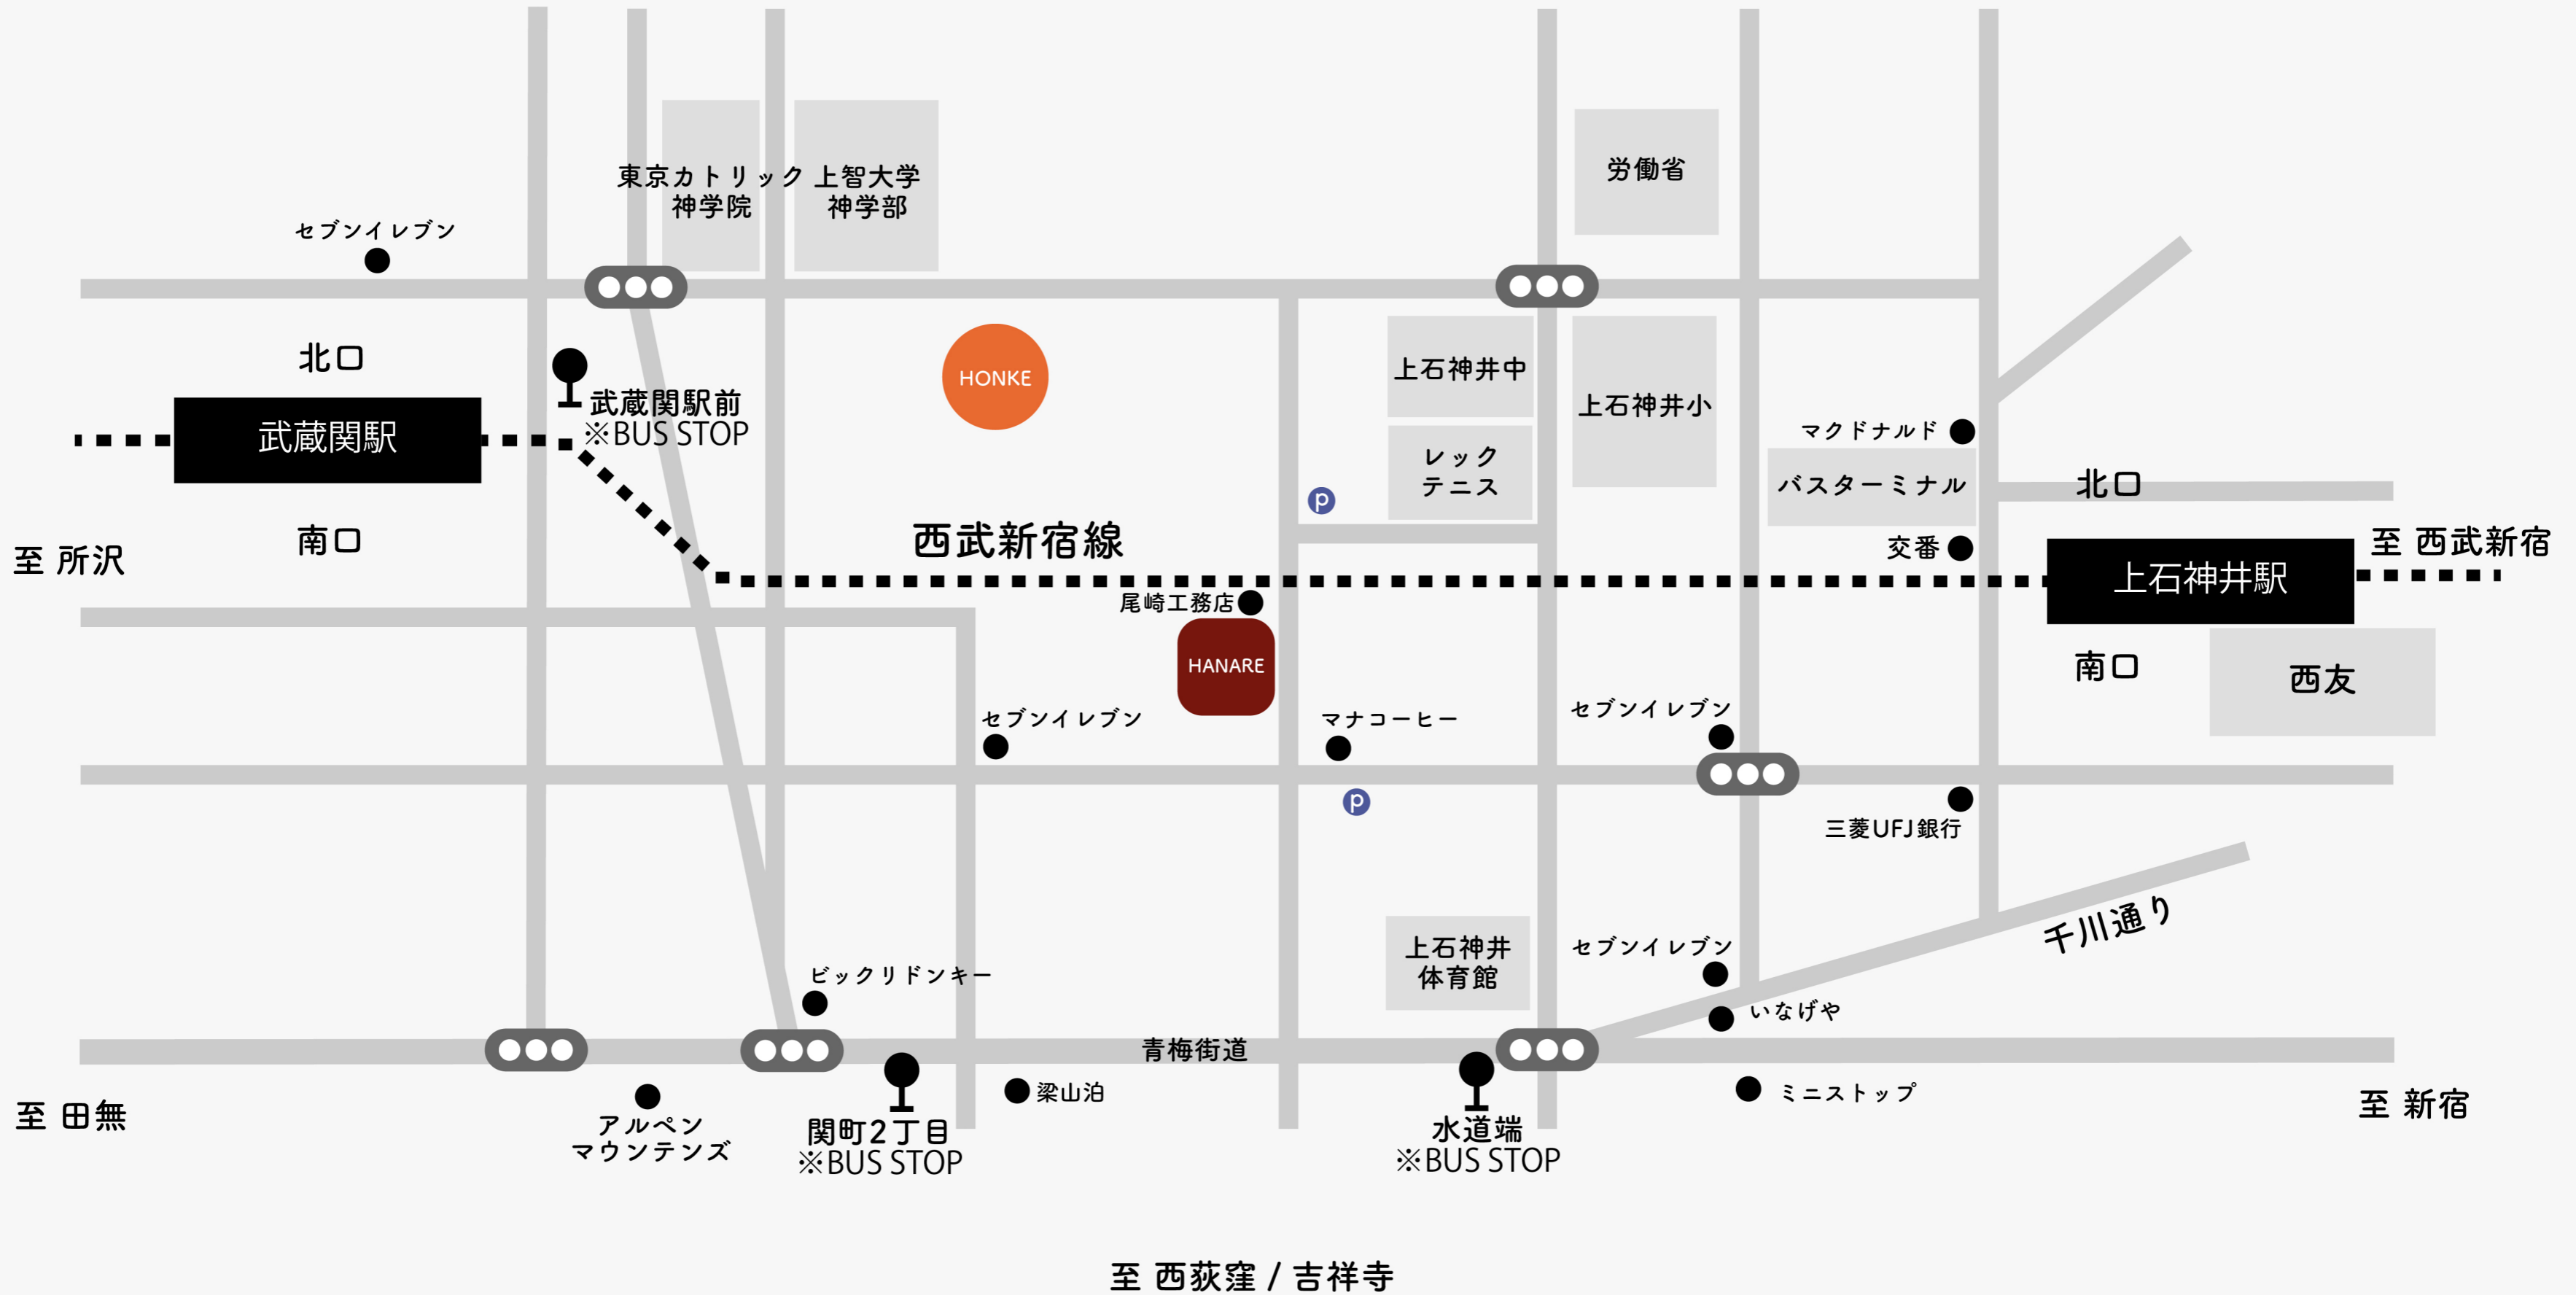 東京カトリック
神学院
上智大学
神学部
労働省
セブンイレブン
北口
HONKE
上石神井中
武蔵関駅前
※BUS STOP
上石神井小
武蔵関駅
マクドナルド
レック
テニス
バスターミナル
北口
p
南口
西武新宿線
至 所沢
交番
至 西武新宿
上石神井駅
尾崎工務店
HANARE
南口
西友
セブンイレブン
マナコーヒー
セブンイレブン
p
三菱UFJ銀行
千川通り
上石神井
体育館
セブンイレブン
ビックリドンキー
いなげや
青梅街道
梁山泊
ミニストップ
至 田無
至 新宿
アルペン
マウンテンズ
関町2丁目
※BUS STOP
水道端
※BUS STOP
至 西荻窪 / 吉祥寺